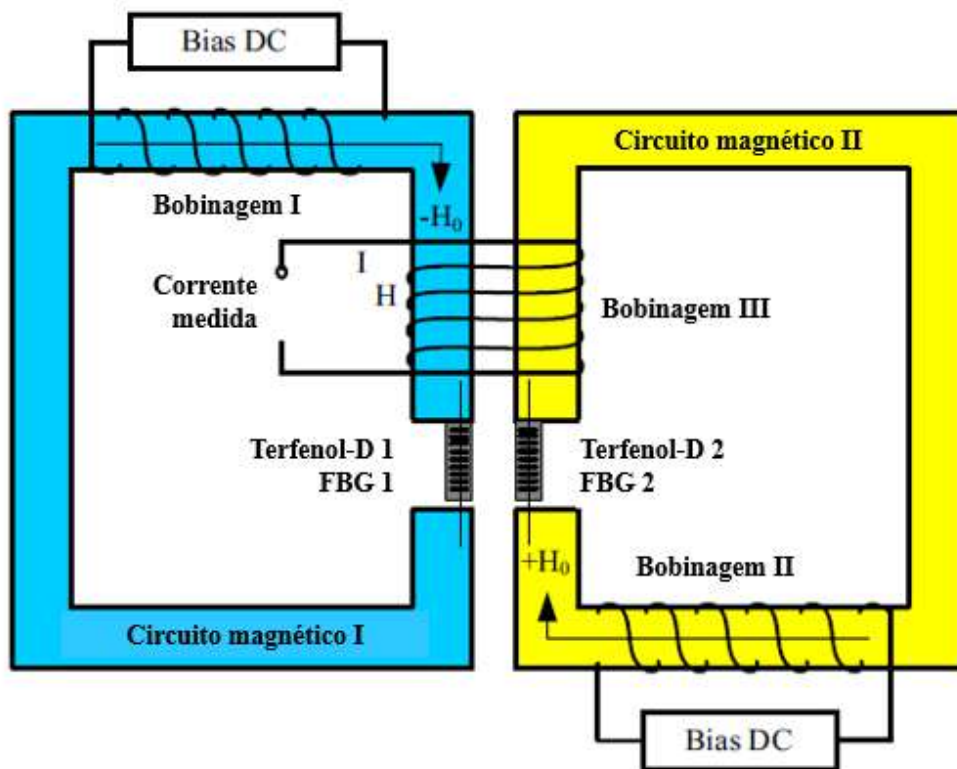 Bias DC
Circuito magnético II
Bobinagem I
-H₀
I
H
Corrente
medida
Bobinagem III
Terfenol-D 1
FBG 1
Terfenol-D 2
FBG 2
+H₀
Bobinagem II
Circuito magnético I
Bias DC